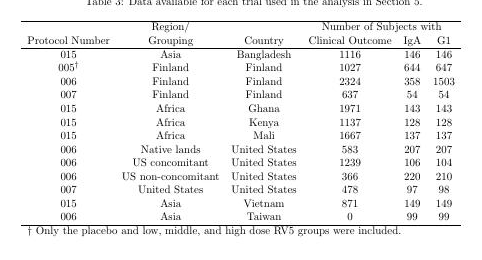 Table 3: Data available for each trial used in the analysis in Section 5.
Region/ Number of Subjects with
Protocol Number Grouping Country Clinical Outcome IgA G1
015 Asia Bangladesh 1116 146 146
005† Finland Finland 1027 644 647
006 Finland Finland 2324 358 1503
007 Finland Finland 637 54 54
015 Africa Ghana 1971 143 143
015 Africa Kenya 1137 128 128
015 Africa Mali 1667 137 137
006 Native lands United States 583 207 207
006 US concomitant United States 1239 106 104
006 US non-concomitant United States 366 220 210
007 United States United States 478 97 98
015 Asia Vietnam 871 149 149
006 Asia Taiwan 0 99 99
† Only the placebo and low, middle, and high dose RV5 groups were included.